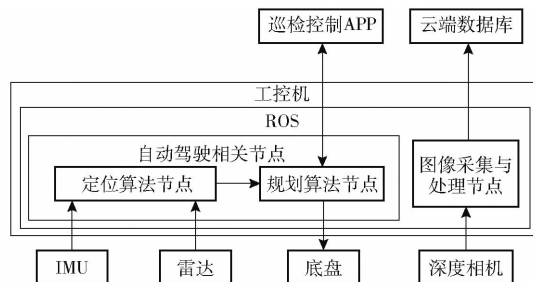 巡检控制APP
云端数据库
工控机
ROS
自动驾驶相关节点
定位算法节点
规划算法节点
图像采集与
处理节点
IMU
雷达
底盘
深度相机